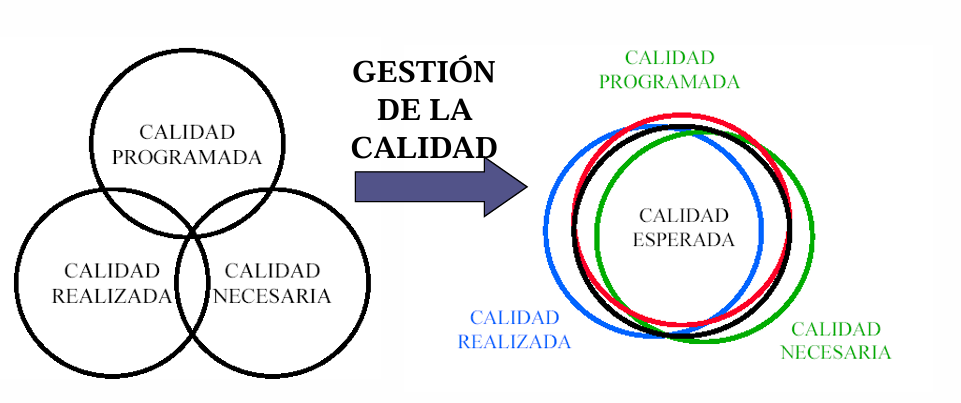 CALIDAD
PROGRAMADA
CALIDAD
REALIZADA
CALIDAD
NECESARIA
GESTIÓN
DE LA
CALIDAD
CALIDAD
PROGRAMADA
CALIDAD
ESPERADA
CALIDAD
REALIZADA
CALIDAD
NECESARIA